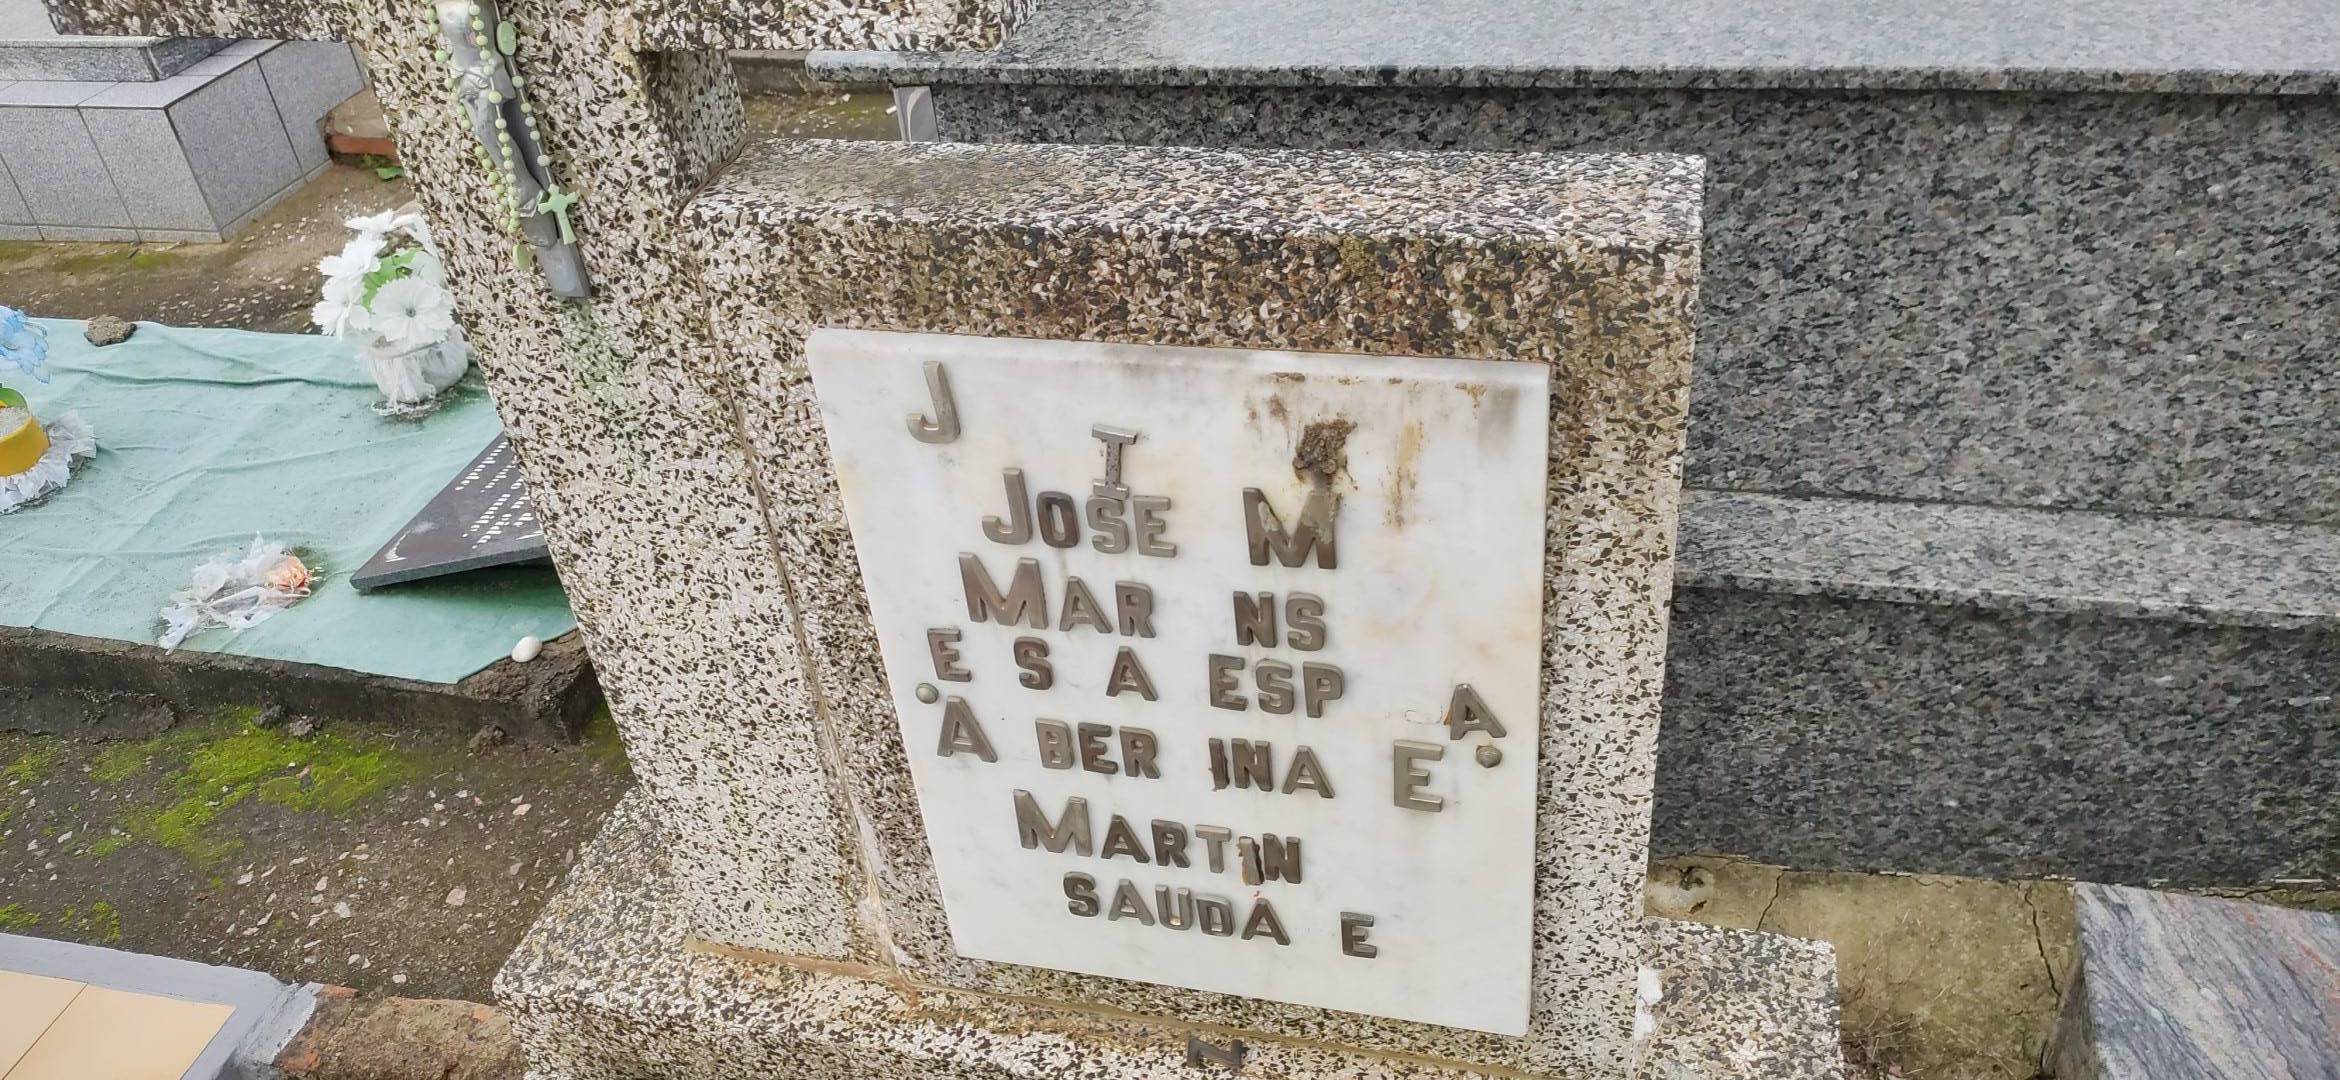 J
I
JOSE M
MAR NS
E S A ESP A
A BER INA E
MARTIN
SAUDA E
N